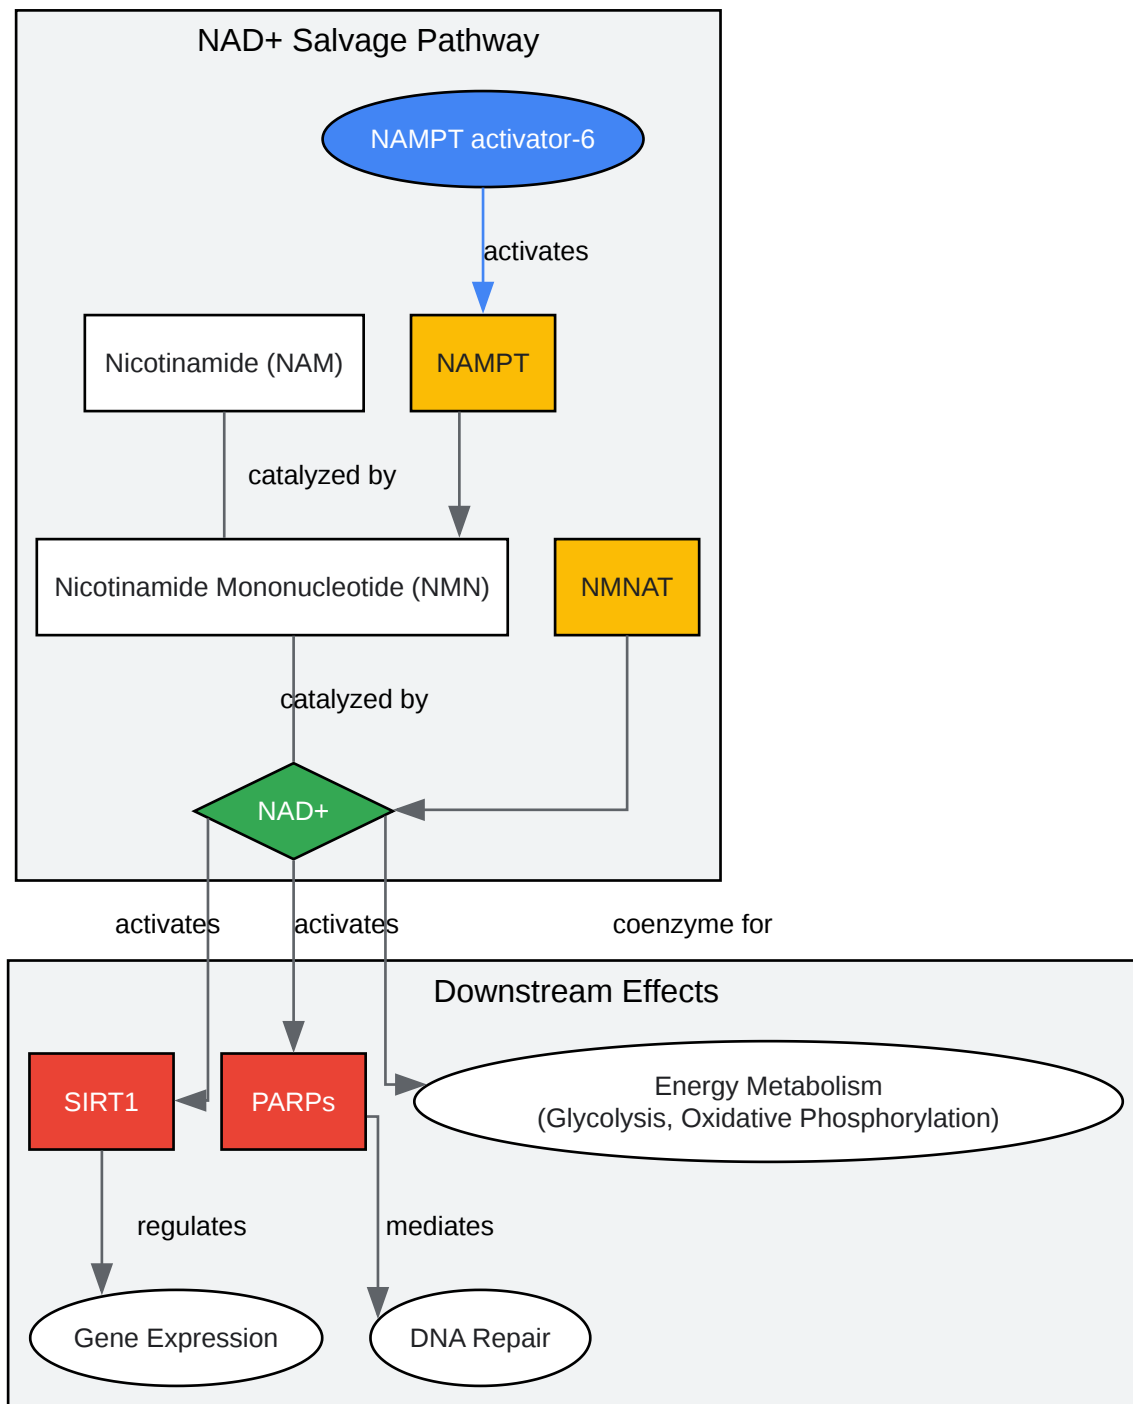 NAD+ Salvage Pathway
NAMPT activator-6
activates
Nicotinamide (NAM)
NAMPT
catalyzed by
Nicotinamide Mononucleotide (NMN)
NMNAT
catalyzed by
NAD+
activates
activates
coenzyme for
Downstream Effects
SIRT1
PARPs
Energy Metabolism
(Glycolysis, Oxidative Phosphorylation)
regulates
mediates
Gene Expression
DNA Repair